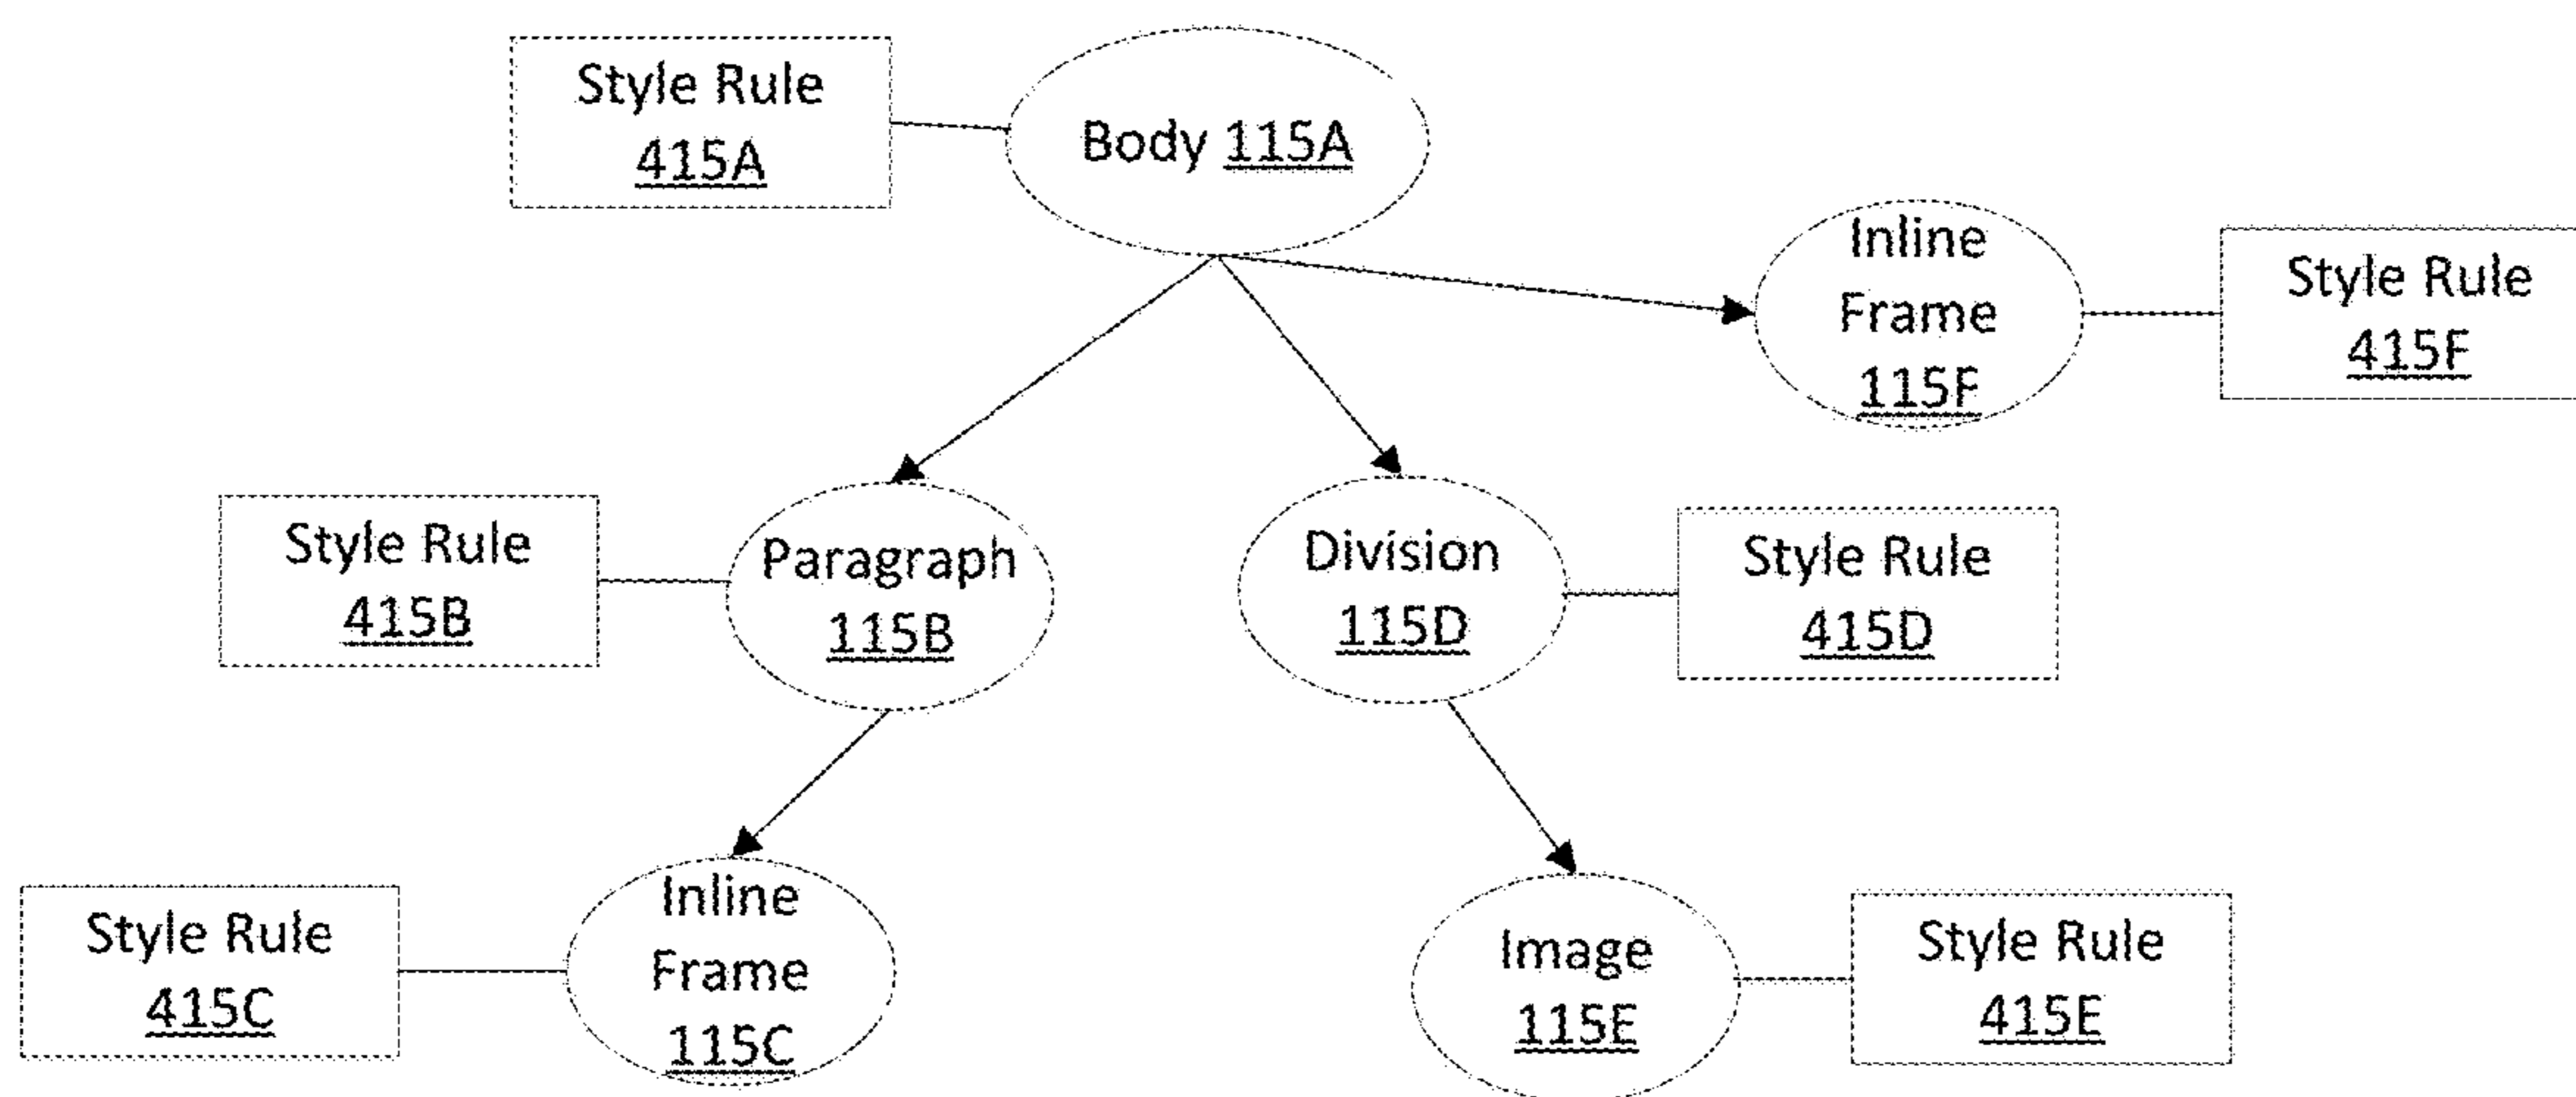 Style Rule
415A
Body 115A
Inline
Frame
115F
Style Rule
415F
Style Rule
415B
Paragraph
115B
Division
115D
Style Rule
415D
Style Rule
415C
Inline
Frame
115C
Image
115E
Style Rule
415E